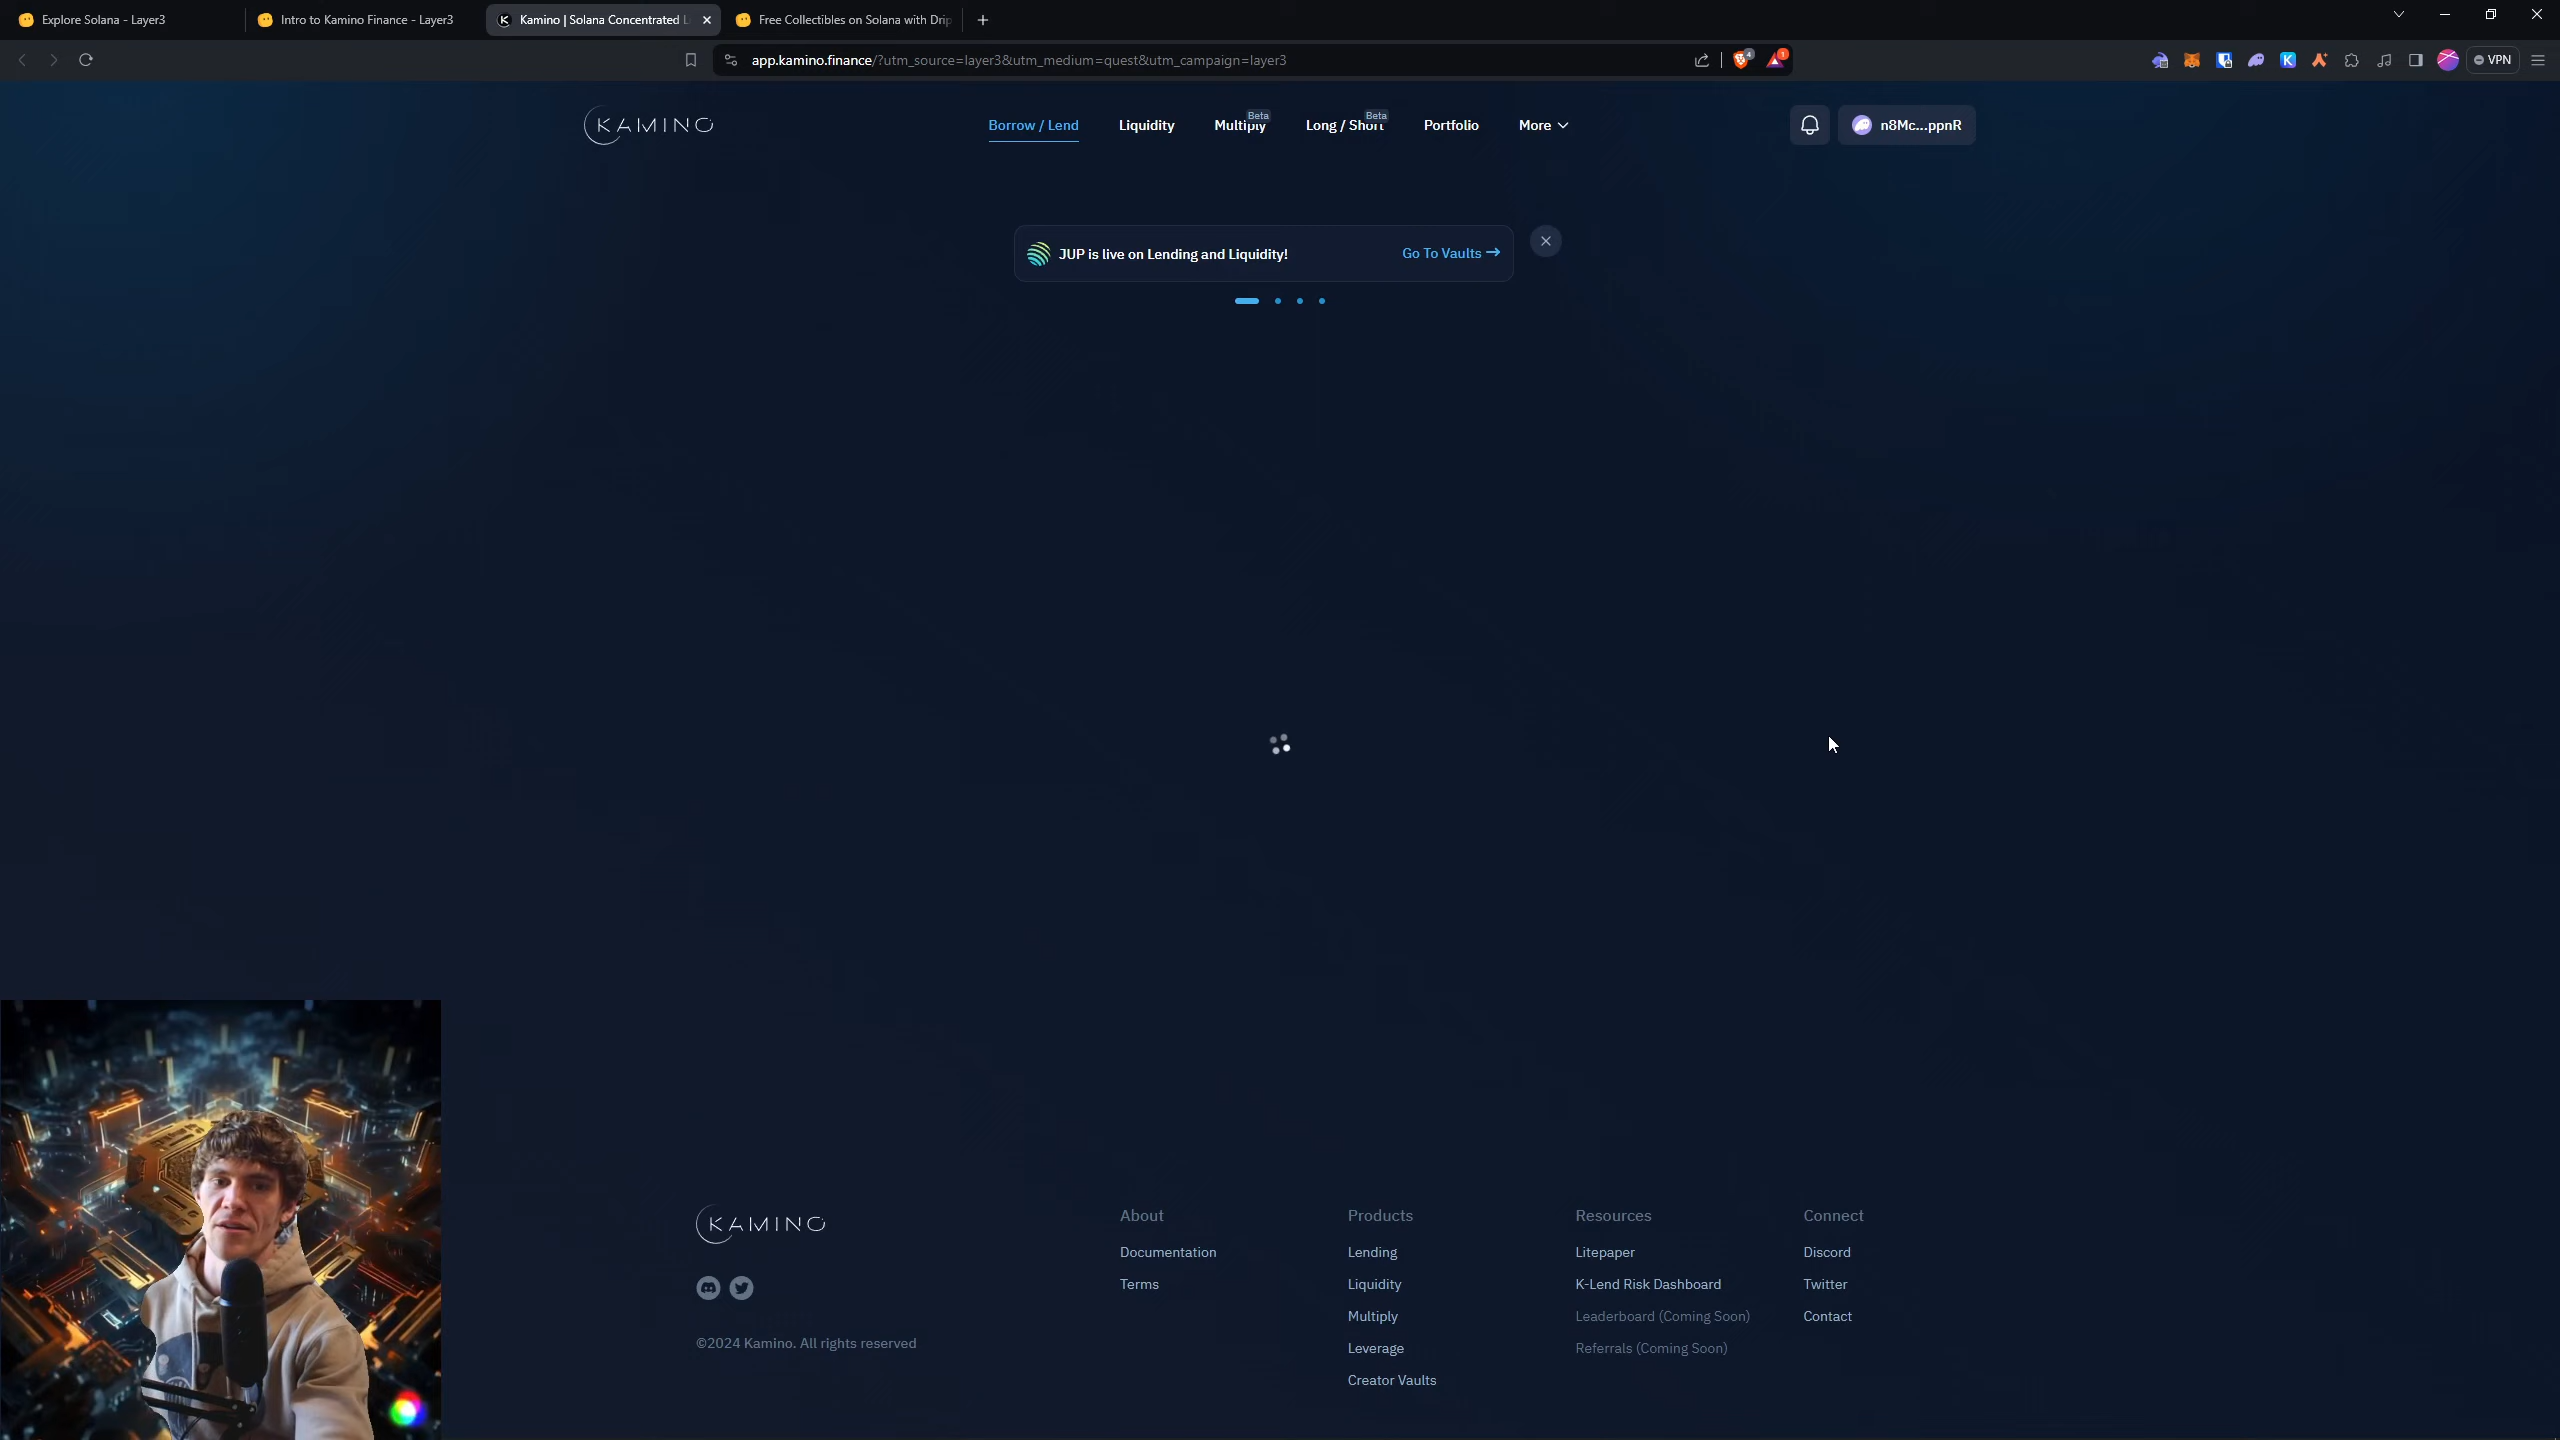 Explore Solana - Layer3
Intro to Kamino Finance - Layer3
Kamino | Solana Concentrated L
Free Collectibles on Solana with Drip
app.kamino.finance/?utm_source=layer3&utm_medium=quest&utm_campaign=layer3
4
1
VPN
KAMINO
Borrow / Lend
Liquidity
Multiply
Beta
Long / Short
Beta
Portfolio
More
n8Mc...ppnR
JUP is live on Lending and Liquidity!
Go To Vaults
KAMINO
©2024 Kamino. All rights reserved
About
Documentation
Terms
Products
Lending
Liquidity
Multiply
Leverage
Creator Vaults
Resources
Litepaper
K-Lend Risk Dashboard
Leaderboard (Coming Soon)
Referrals (Coming Soon)
Connect
Discord
Twitter
Contact